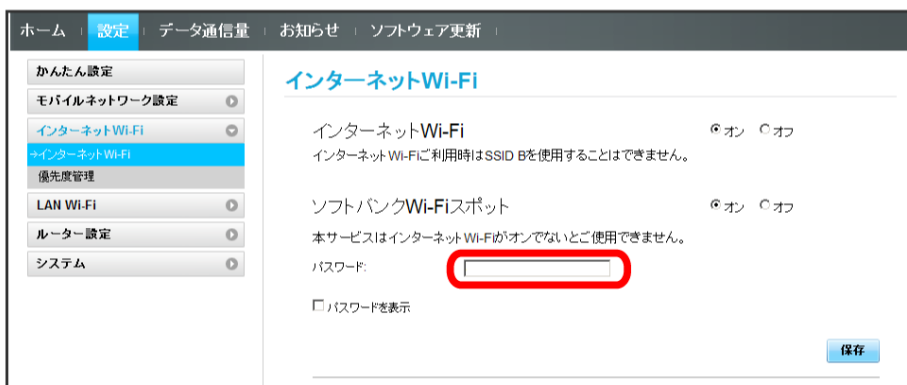 ホーム 設定 データ通信量 お知らせ ソフトウェア更新
かんたん設定
モバイルネットワーク設定
インターネットWi-Fi
→インターネットWi-Fi
優先度管理
LAN Wi-Fi
ルーター設定
システム
インターネットWi-Fi
インターネットWi-Fi オン オフ
インターネットWi-Fiご利用時はSSID Bを使用することはできません。
ソフトバンクWi-Fiスポット オン オフ
本サービスはインターネットWi-Fiがオンでないとご使用できません。
パスワード:
パスワードを表示
保存